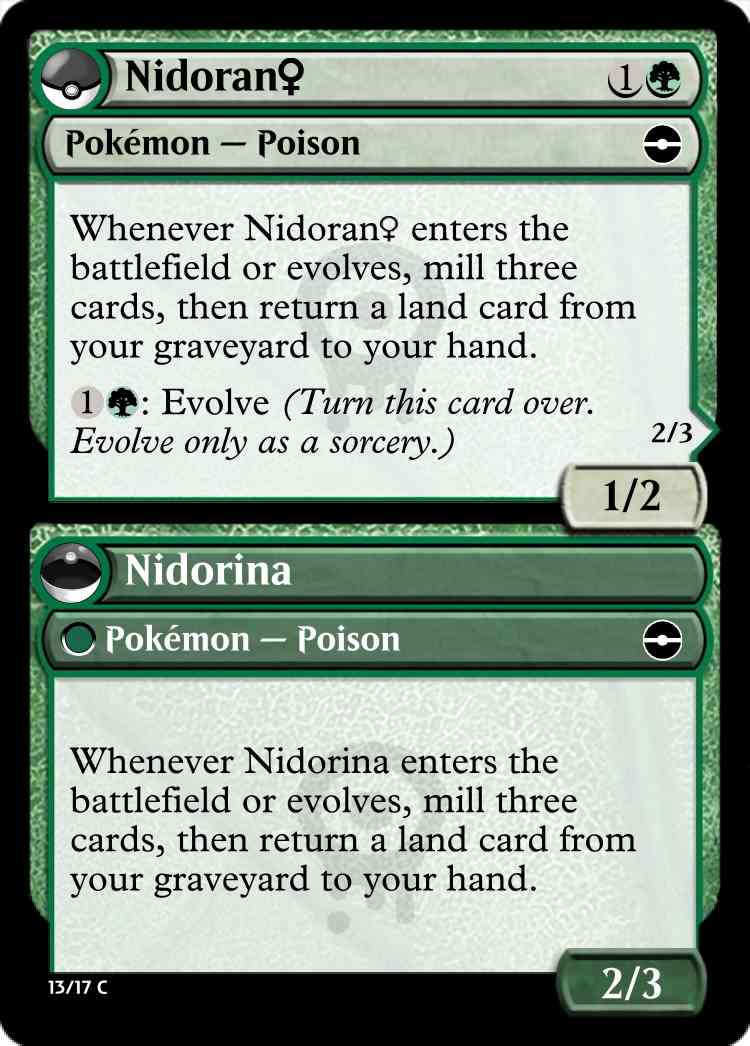 Nidoran♀ 1
Pokémon — Poison
Whenever Nidoran♀ enters the
battlefield or evolves, mill three
cards, then return a land card from
your graveyard to your hand.
1: Evolve (Turn this card over.
Evolve only as a sorcery.)
2/3
1/2
Nidorina
Pokémon — Poison
Whenever Nidorina enters the
battlefield or evolves, mill three
cards, then return a land card from
your graveyard to your hand.
13/17 C
2/3